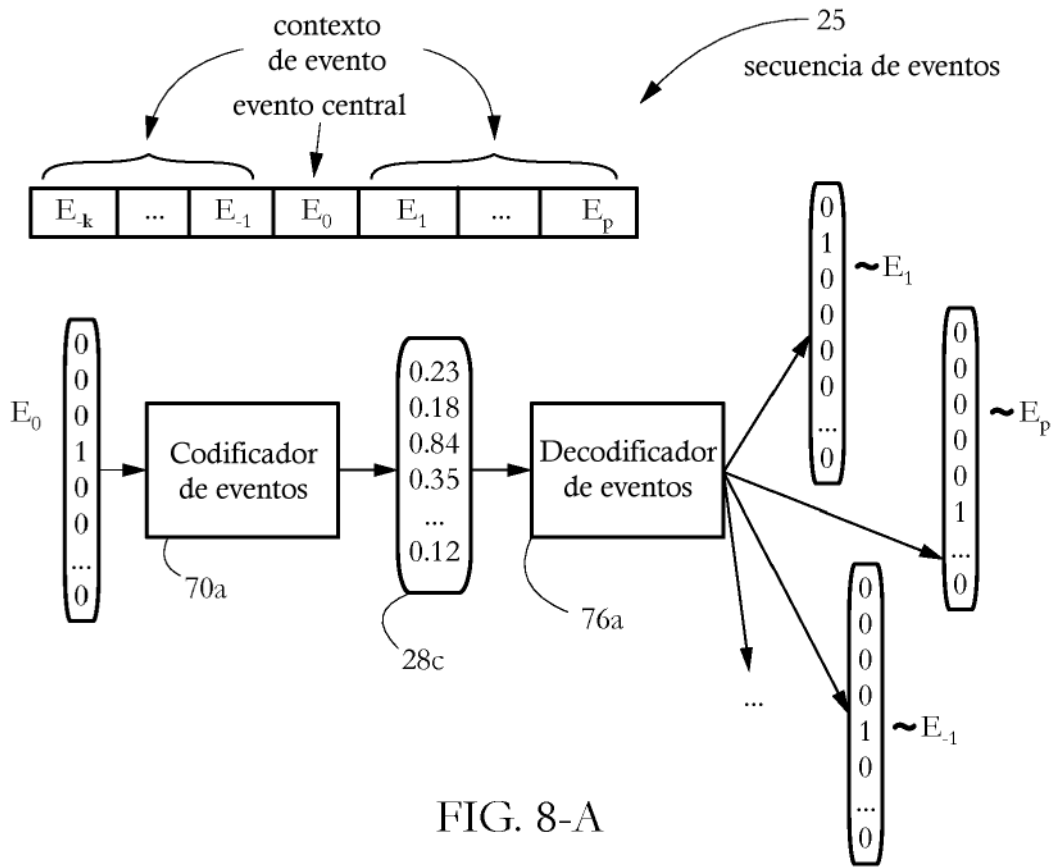 contexto
de evento
25
secuencia de eventos
evento central
E-k ... E-1 E0 E1 ... Ep
E0
0
0
0
1
0
0
...
0
Codificador
de eventos
70a
0.23
0.18
0.84
0.35
...
0.12
28c
Decodificador
de eventos
76a
0
1
0
0
0
0
...
0
~E1
0
0
0
0
0
1
...
0
~Ep
...
0
0
0
0
1
0
...
0
~E-1
FIG. 8-A